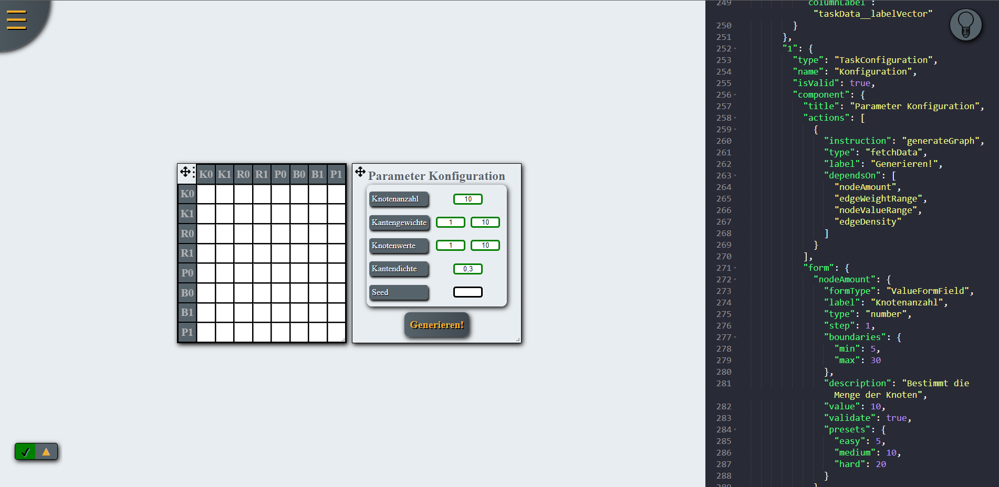 K0 K1 R0 R1 P0 B0 B1 P1
K0
K1
R0
R1
P0
B0
B1
P1
Parameter Konfiguration
Knotenanzahl 10
Kantengewichte 1 10
Knotenwerte 1 10
Kantendichte 0,3
Seed
Generieren!
249 columnLabel :
"taskData__labelVector"
250 }
251 },
252 "1": {
253 "type": "TaskConfiguration",
254 "name": "Konfiguration",
255 "isValid": true,
256 "component": {
257 "title": "Parameter Konfiguration",
258 "actions": [
259 {
260 "instruction": "generateGraph",
261 "type": "fetchData",
262 "label": "Generieren!",
263 "dependsOn": [
264 "nodeAmount",
265 "edgeWeightRange",
266 "nodeValueRange",
267 "edgeDensity"
268 ]
269 }
270 ],
271 "form": {
272 "nodeAmount": {
273 "formType": "ValueFormField",
274 "label": "Knotenanzahl",
275 "type": "number",
276 "step": 1,
277 "boundaries": {
278 "min": 5,
279 "max": 30
280 },
281 "description": "Bestimmt die
Menge der Knoten",
282 "value": 10,
283 "validate": true,
284 "presets": {
285 "easy": 5,
286 "medium": 10,
287 "hard": 20
288 }
289 }